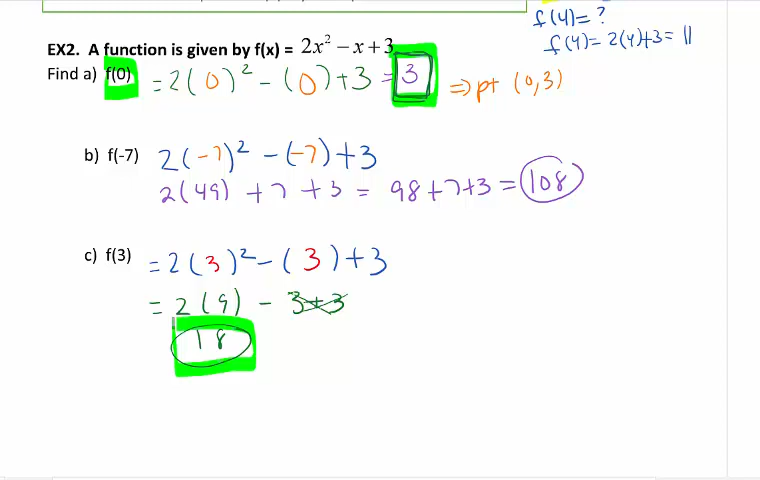 f(4) = ?
f(4) = 2(4)+3 = 11
EX2. A function is given by f(x) = 2x² − x + 3
Find a) f(0) = 2(0)² − (0) + 3 = 3 ⇒ pt (0,3)
b) f(-7) 2(-7)² − (-7) + 3
2(49) + 7 + 3 = 98 + 7 + 3 = 108
c) f(3) = 2(3)² − (3) + 3
= 2(9) − 3 + 3
18